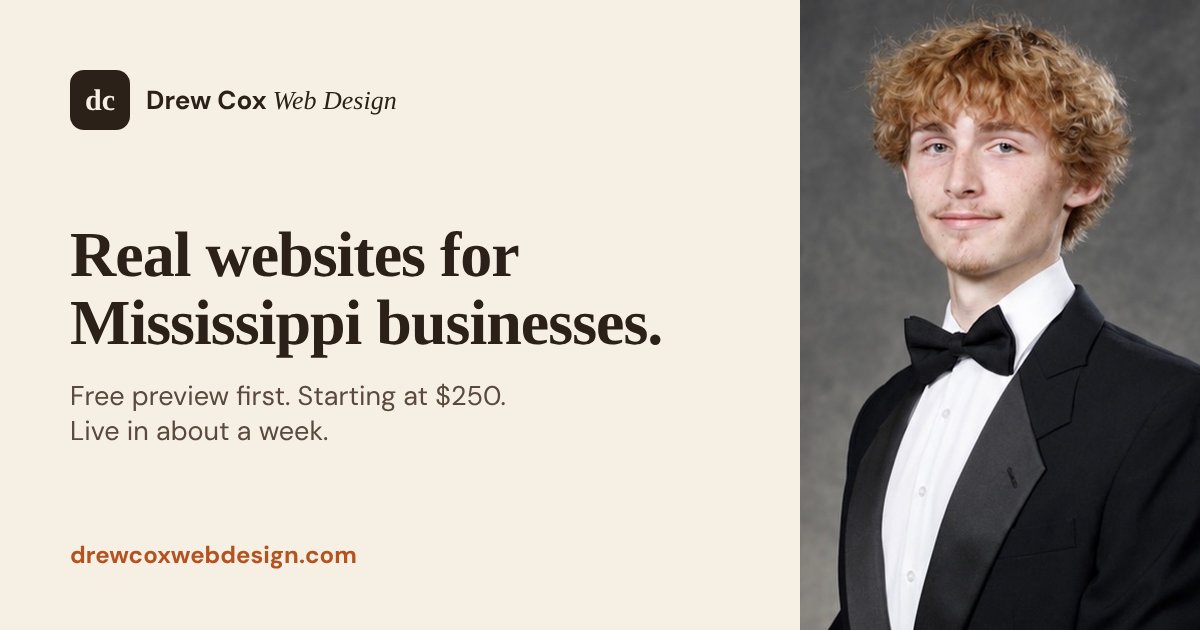 dc
Drew Cox Web Design
Real websites for
Mississippi businesses.
Free preview first. Starting at $250.
Live in about a week.
drewcoxwebdesign.com